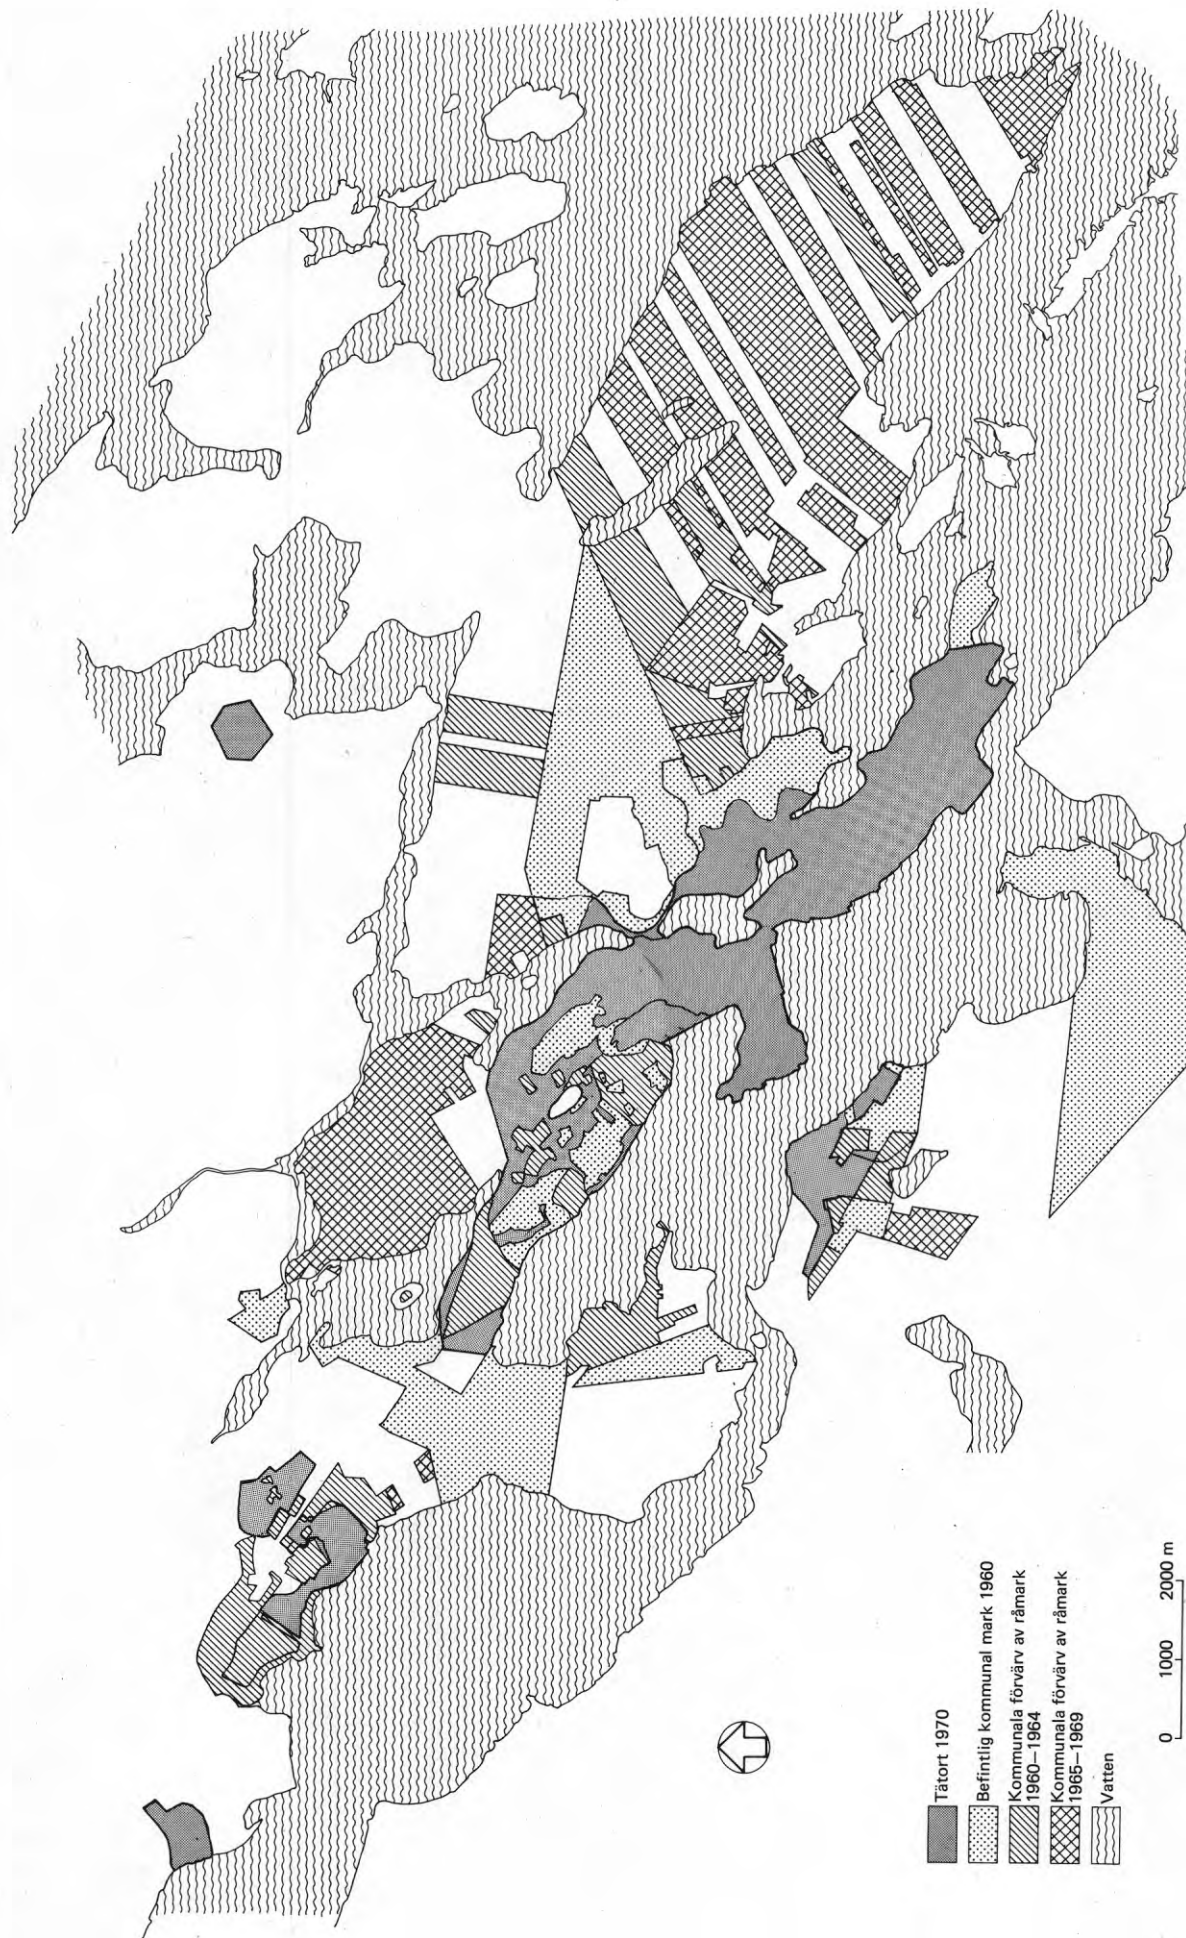 Tätort 1970
Befintlig kommunal mark 1960
Kommunala förvärv av råmark
1960–1964
Kommunala förvärv av råmark
1965–1969
Vatten
0 1000 2000 m